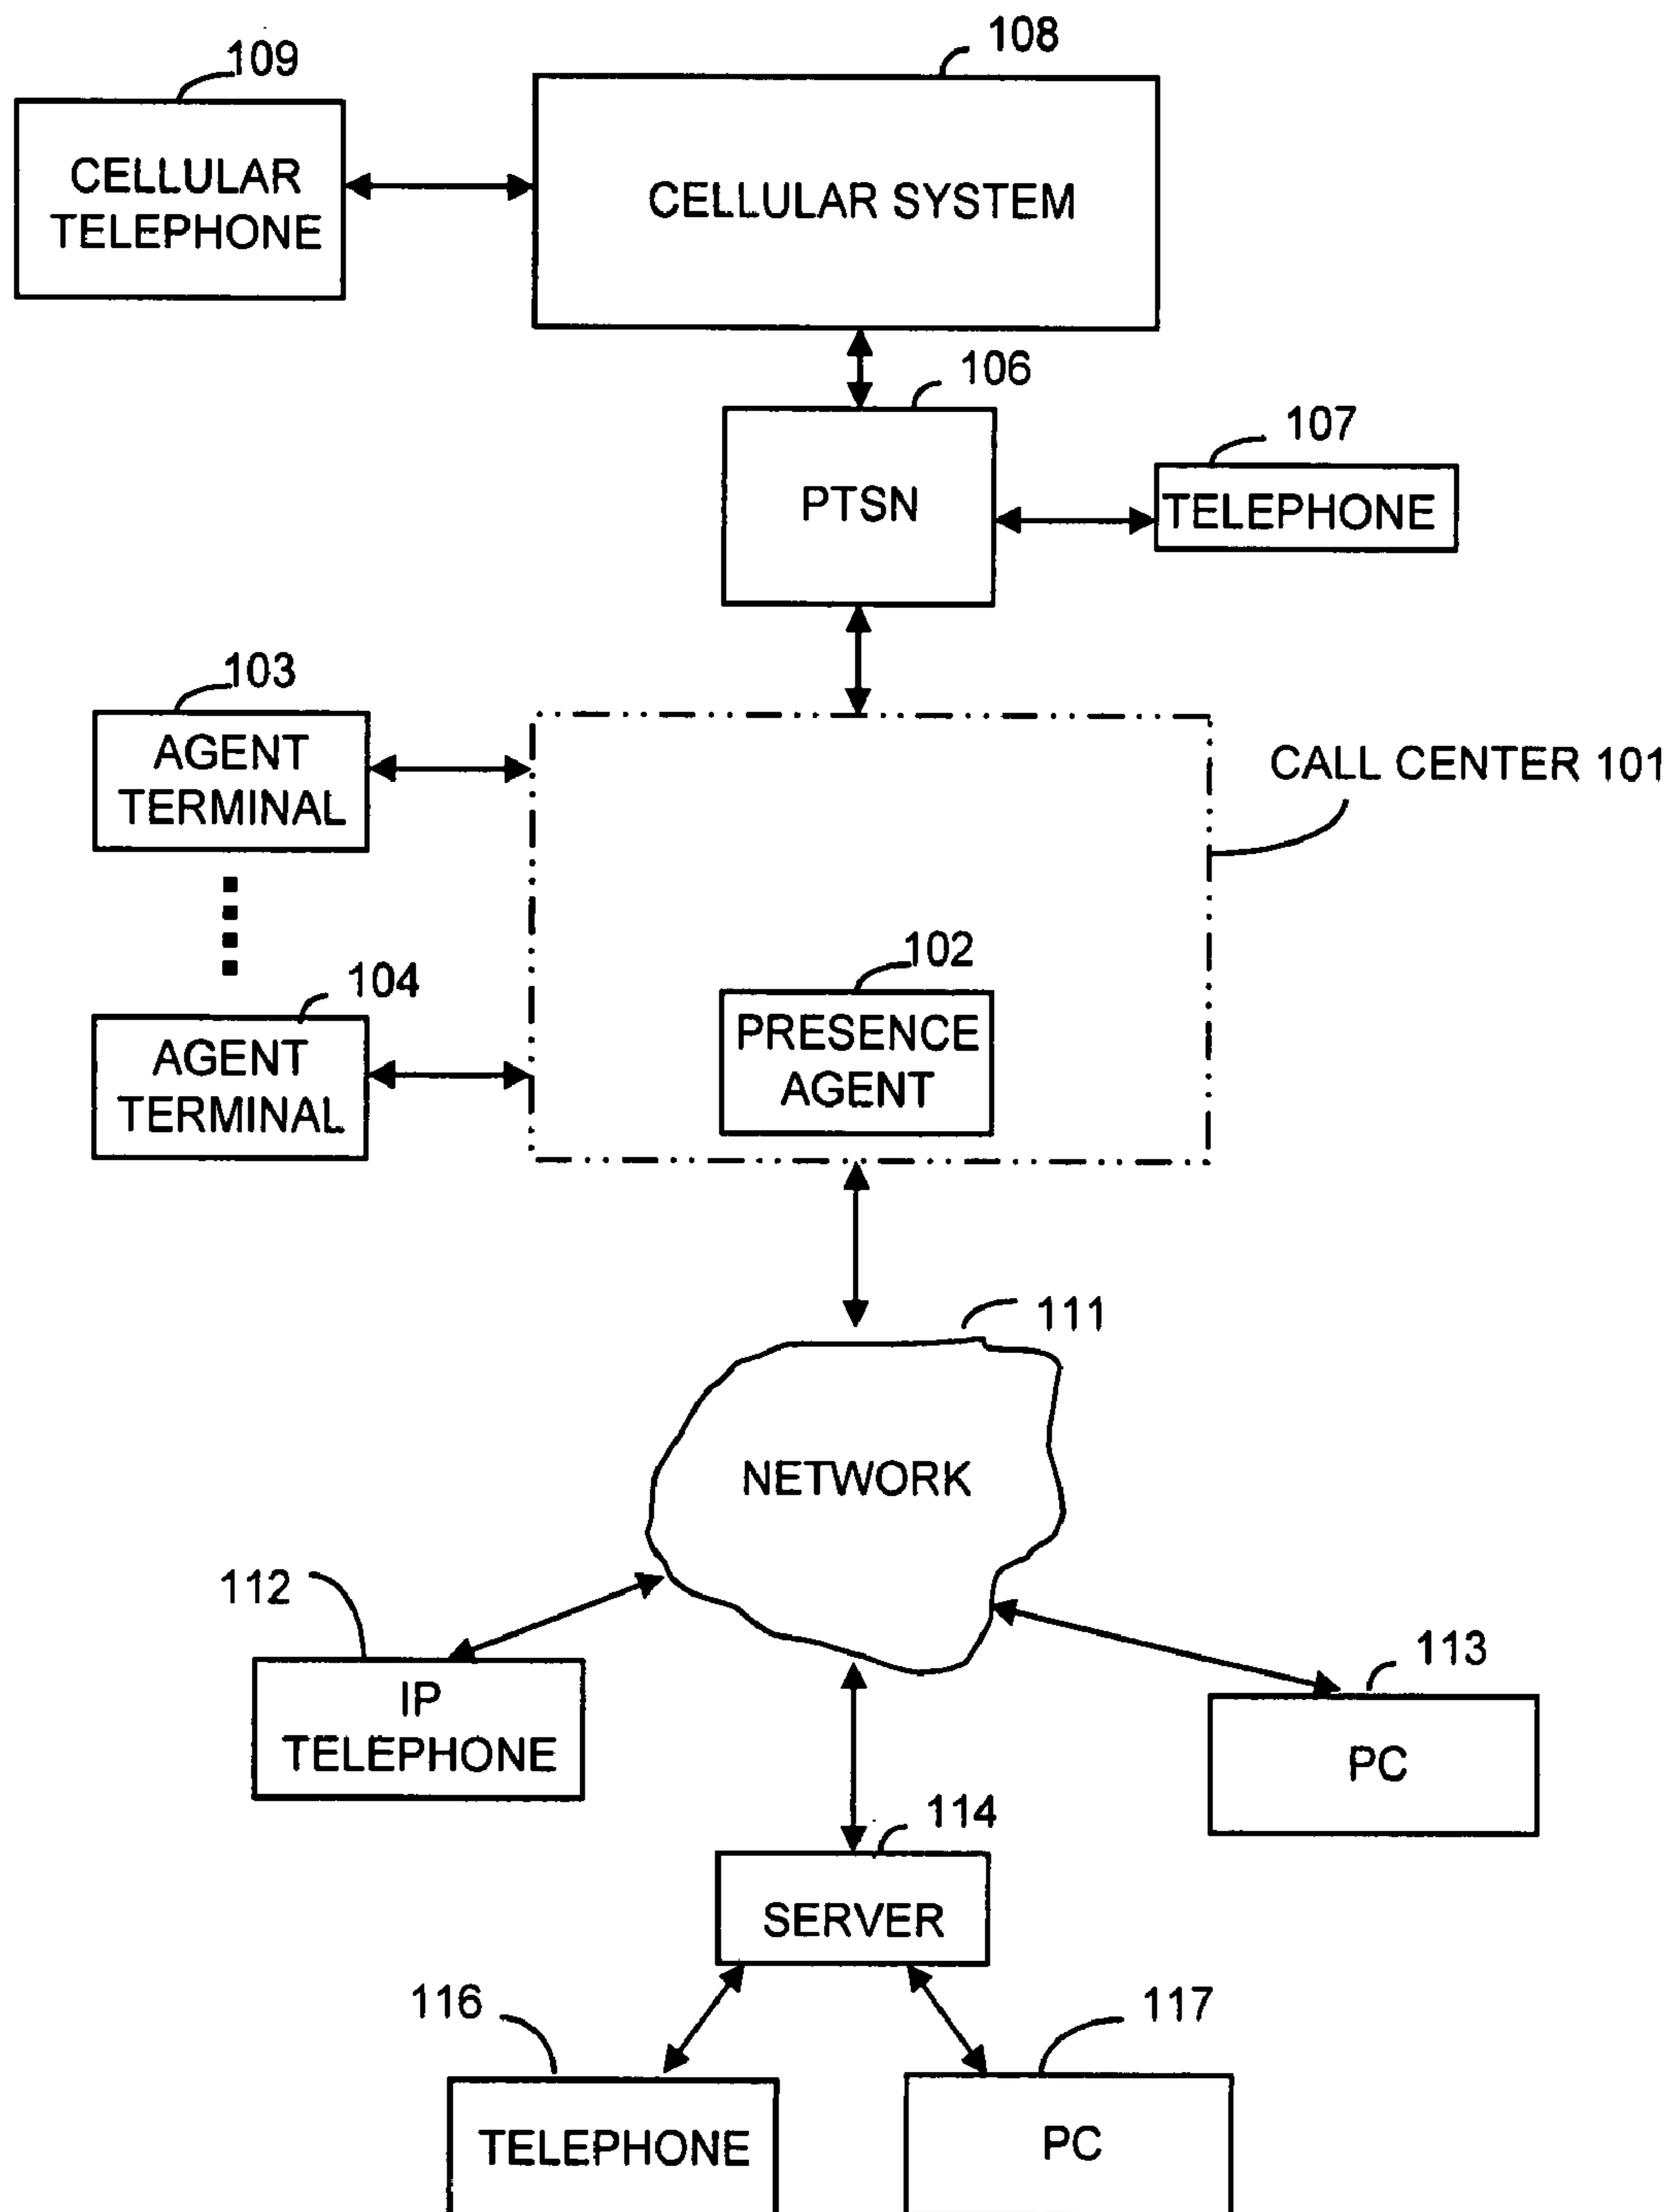 108
109
CELLULAR
TELEPHONE
CELLULAR SYSTEM
106
107
PTSN
TELEPHONE
103
AGENT
TERMINAL
CALL CENTER 101
102
104
PRESENCE
AGENT
AGENT
TERMINAL
111
NETWORK
112
113
IP
TELEPHONE
PC
114
SERVER
116
117
TELEPHONE
PC